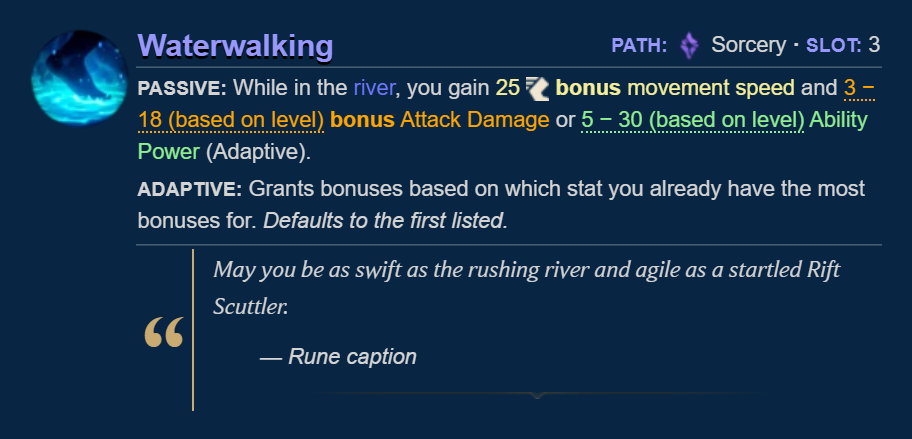 Waterwalking PATH: Sorcery · SLOT: 3
PASSIVE: While in the river, you gain 25 bonus movement speed and 3 −
18 (based on level) bonus Attack Damage or 5 − 30 (based on level) Ability
Power (Adaptive).
ADAPTIVE: Grants bonuses based on which stat you already have the most
bonuses for. Defaults to the first listed.
“
May you be as swift as the rushing river and agile as a startled Rift
Scuttler.
— Rune caption